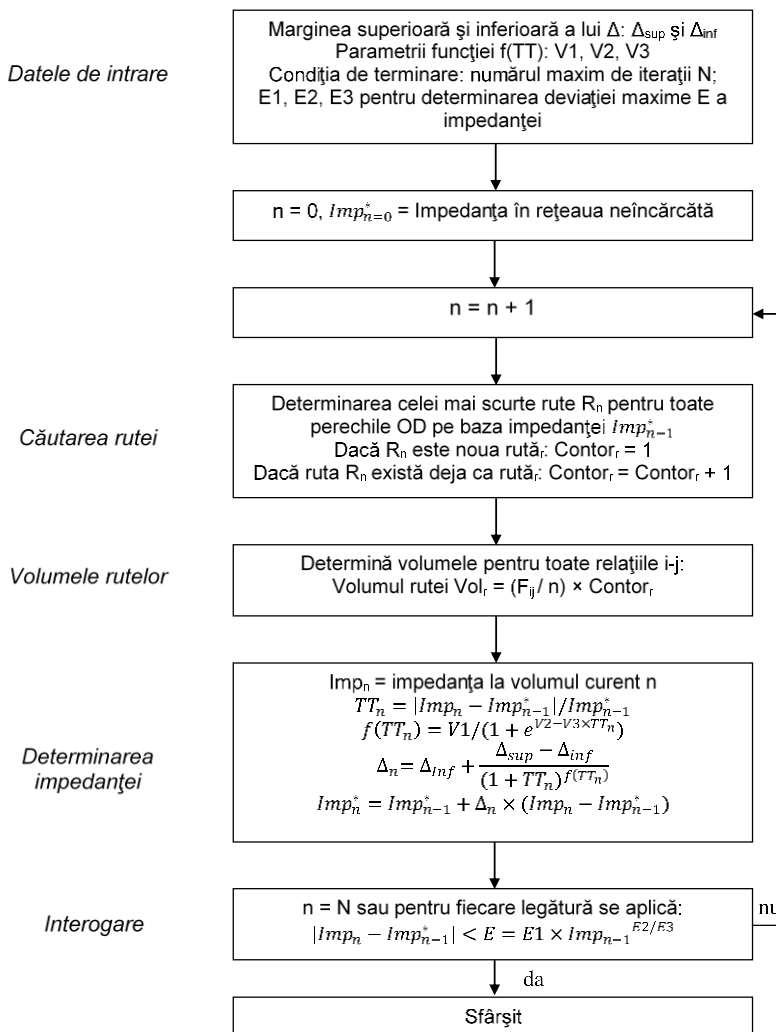 Datele de intrare
Marginea superioară şi inferioară a lui Δ: Δsup şi Δinf
Parametrii funcţiei f(TT): V1, V2, V3
Condiţia de terminare: numărul maxim de iteraţii N;
E1, E2, E3 pentru determinarea deviaţiei maxime E a
impedanţei
n = 0, Imp*n=0 = Impedanţa în reţeaua neîncărcată
n = n + 1
Căutarea rutei
Determinarea celei mai scurte rute Rn pentru toate
perechile OD pe baza impedanţei Imp*n−1
Dacă Rn este noua rutăr: Contorr = 1
Dacă ruta Rn există deja ca rutăr: Contorr = Contorr + 1
Volumele rutelor
Determină volumele pentru toate relaţiile i-j:
Volumul rutei Volr = (Fij / n) × Contorr
Determinarea
impedanţei
Impn = impedanţa la volumul curent n
TTn = |Impn − Imp*n−1|/Imp*n−1
f(TTn) = V1/(1 + e^V2−V3×TTn)
Δn = ΔInf + (Δsup − Δinf)/(1 + TTn)^f(TTn)
Imp*n = Imp*n−1 + Δn × (Impn − Imp*n−1)
Interogare
n = N sau pentru fiecare legătură se aplică:
|Impn − Imp*n−1| < E = E1 × Impn−1^E2/E3
nu
da
Sfârşit